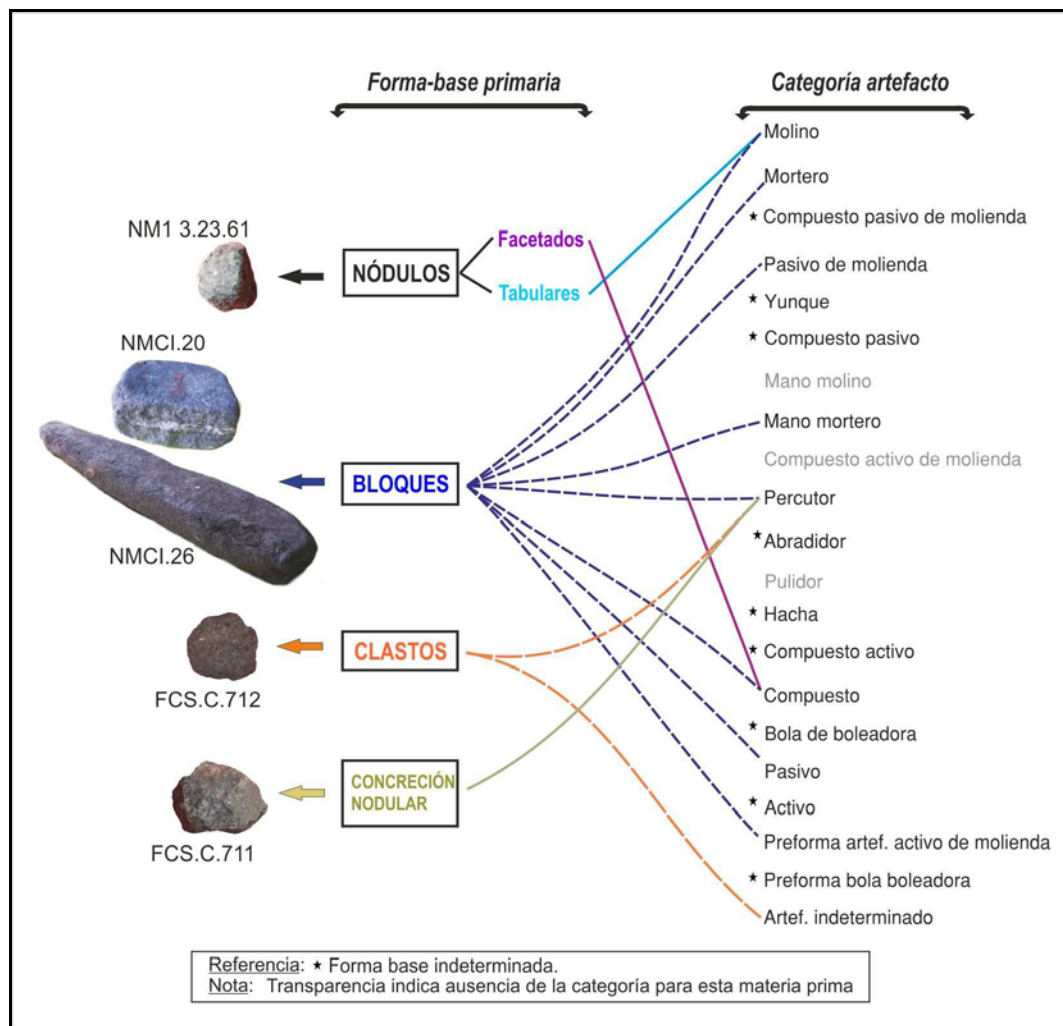 Forma-base primaria
Categoría artefacto
NM1 3.23.61
NÓDULOS
Facetados
Tabulares
NMCI.20
BLOQUES
NMCI.26
CLASTOS
FCS.C.712
CONCRECIÓN
NODULAR
FCS.C.711
Molino
Mortero
★ Compuesto pasivo de molienda
Pasivo de molienda
★ Yunque
★ Compuesto pasivo
Mano molino
Mano mortero
Compuesto activo de molienda
Percutor
★ Abradidor
Pulidor
★ Hacha
★ Compuesto activo
Compuesto
★ Bola de boleadora
Pasivo
★ Activo
Preforma artef. activo de molienda
★ Preforma bola boleadora
Artef. indeterminado
Referencia: ★ Forma base indeterminada.
Nota: Transparencia indica ausencia de la categoría para esta materia prima